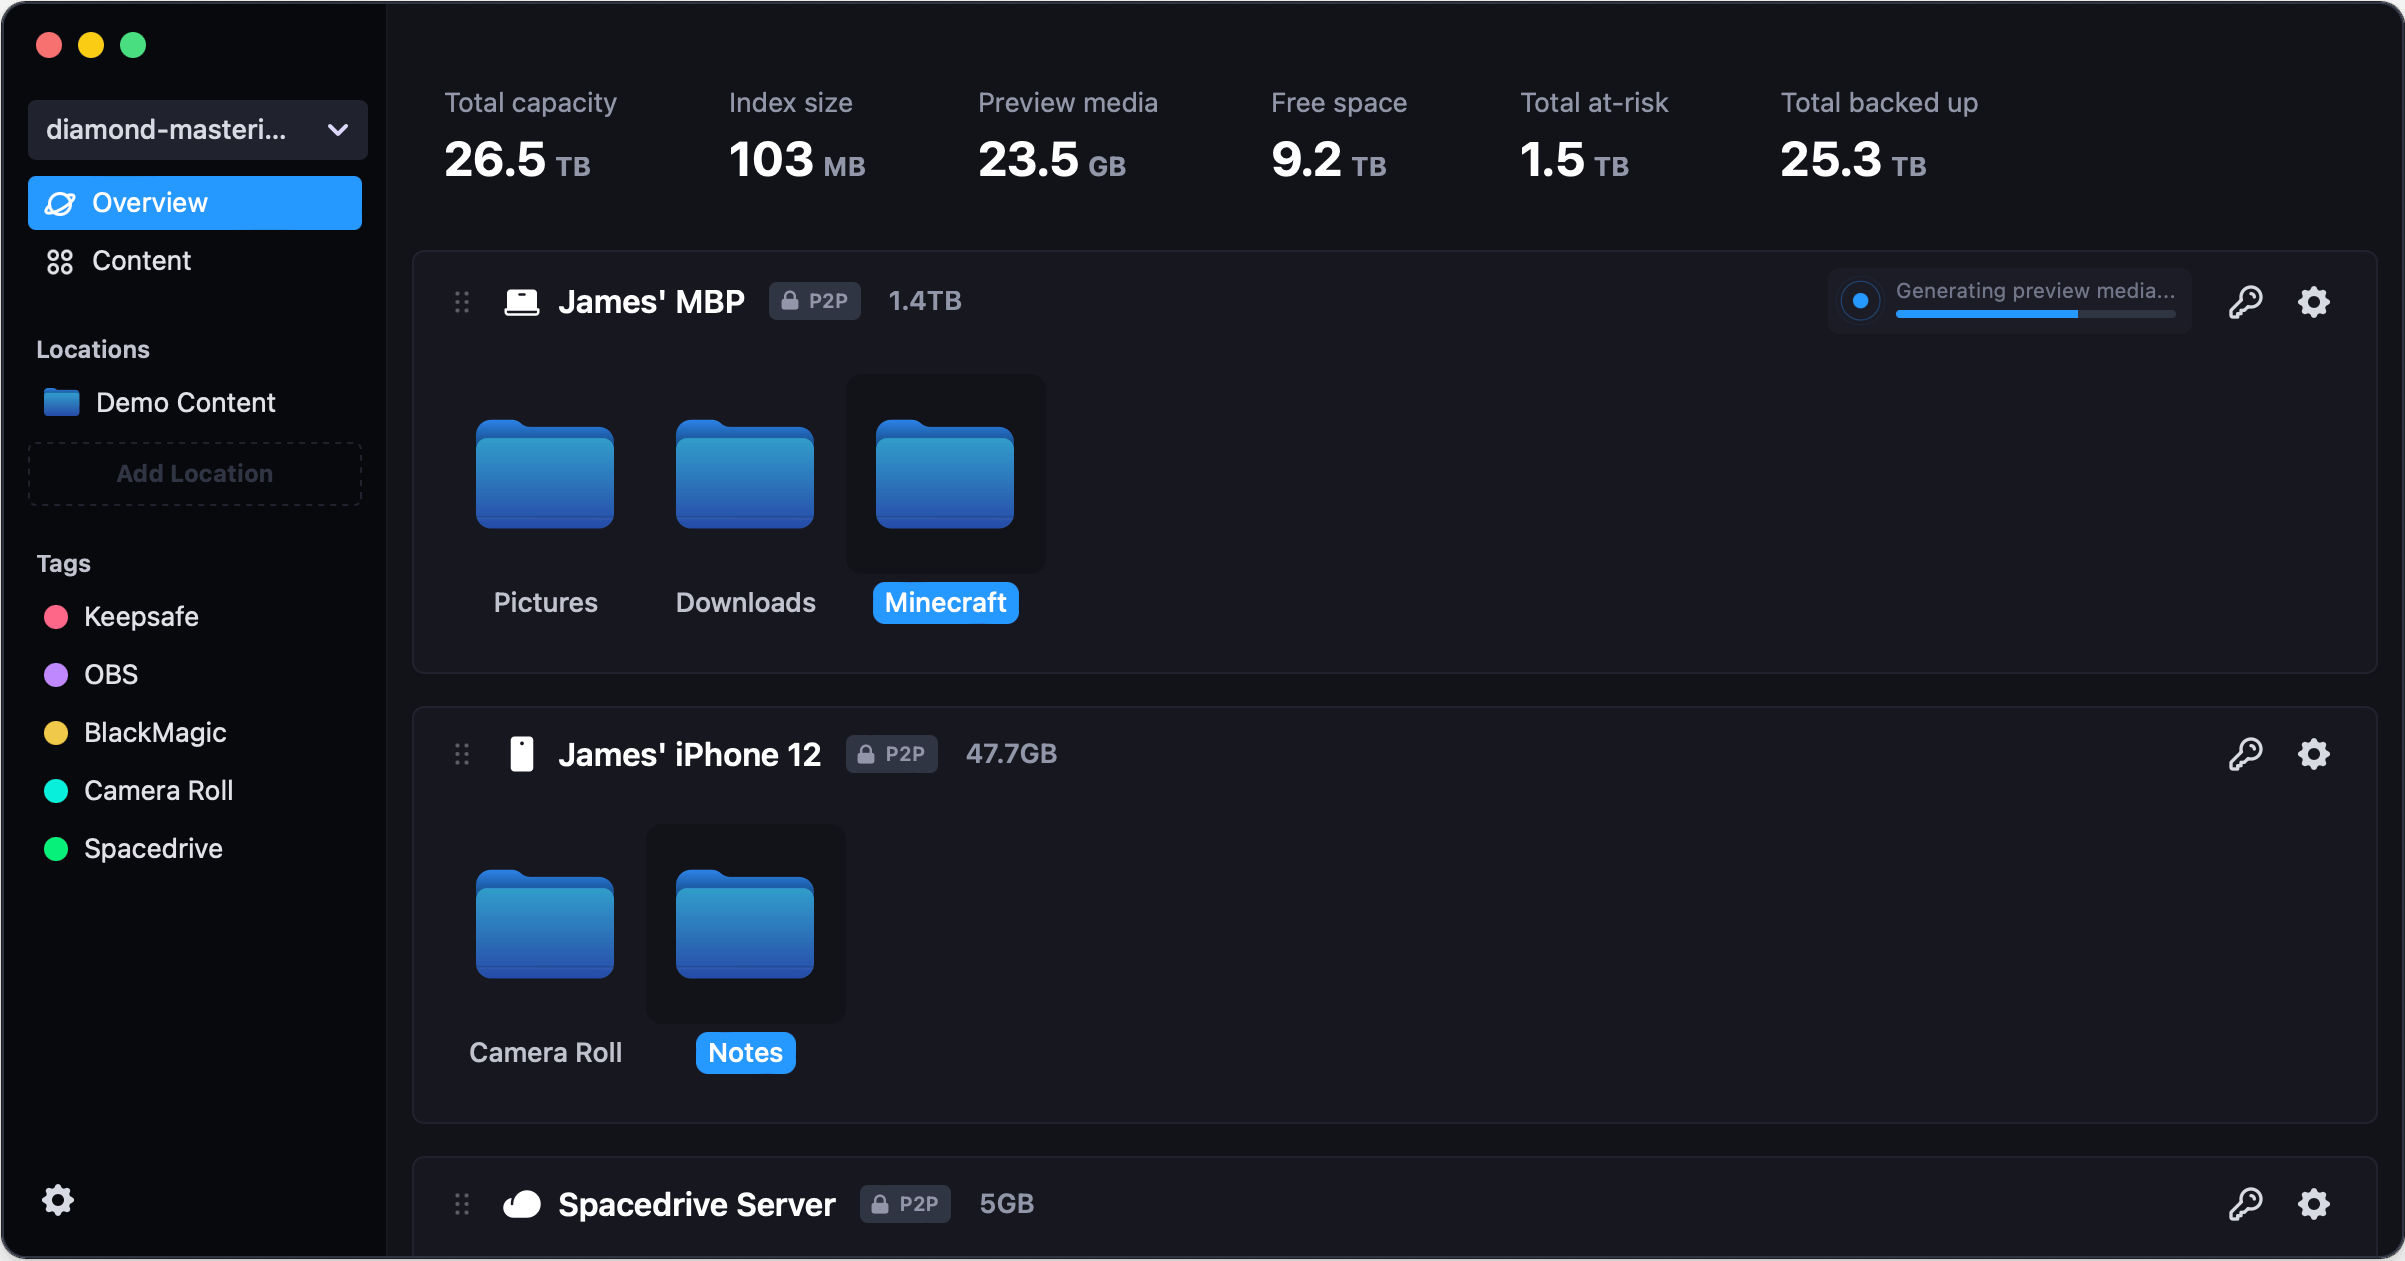 diamond-masteri...
Overview
Content
Locations
Demo Content
Add Location
Tags
Keepsafe
OBS
BlackMagic
Camera Roll
Spacedrive
Total capacity
26.5 TB
Index size
103 MB
Preview media
23.5 GB
Free space
9.2 TB
Total at-risk
1.5 TB
Total backed up
25.3 TB
James' MBP P2P 1.4TB
Generating preview media...
Pictures
Downloads
Minecraft
James' iPhone 12 P2P 47.7GB
Camera Roll
Notes
Spacedrive Server P2P 5GB